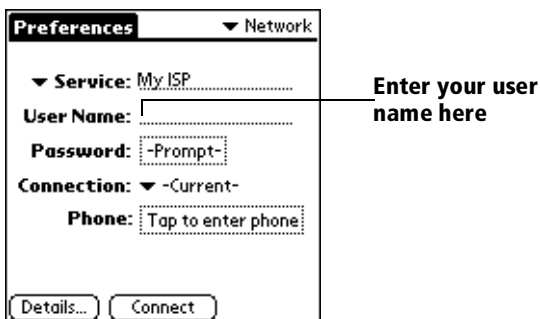 Preferences
Network
Service: My ISP
User Name:
Password: -Prompt-
Connection: -Current-
Phone: Tap to enter phone
Details... Connect
Enter your user
name here